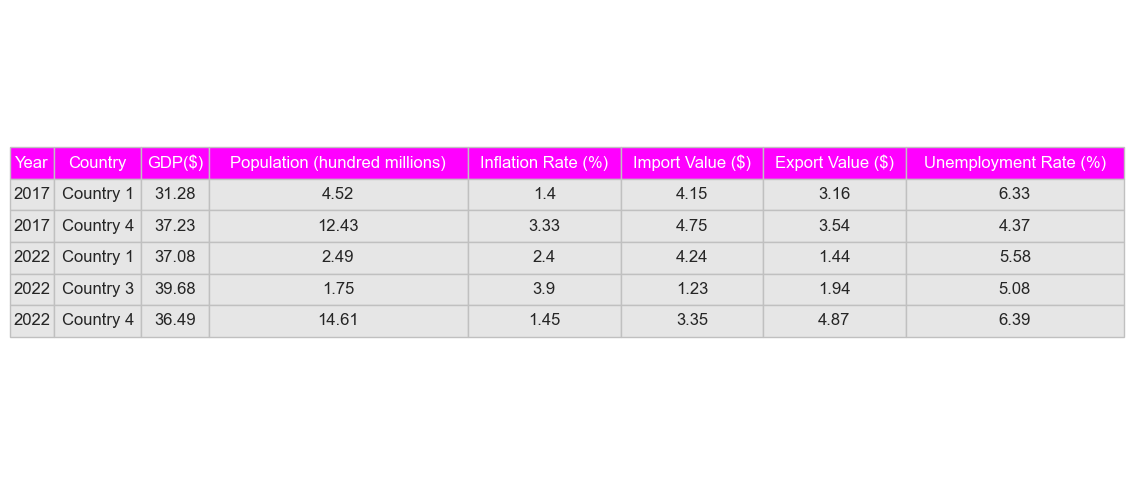 Year Country GDP($) Population (hundred millions) Inflation Rate (%) Import Value ($) Export Value ($) Unemployment Rate (%)
2017 Country 1 31.28 4.52 1.4 4.15 3.16 6.33
2017 Country 4 37.23 12.43 3.33 4.75 3.54 4.37
2022 Country 1 37.08 2.49 2.4 4.24 1.44 5.58
2022 Country 3 39.68 1.75 3.9 1.23 1.94 5.08
2022 Country 4 36.49 14.61 1.45 3.35 4.87 6.39